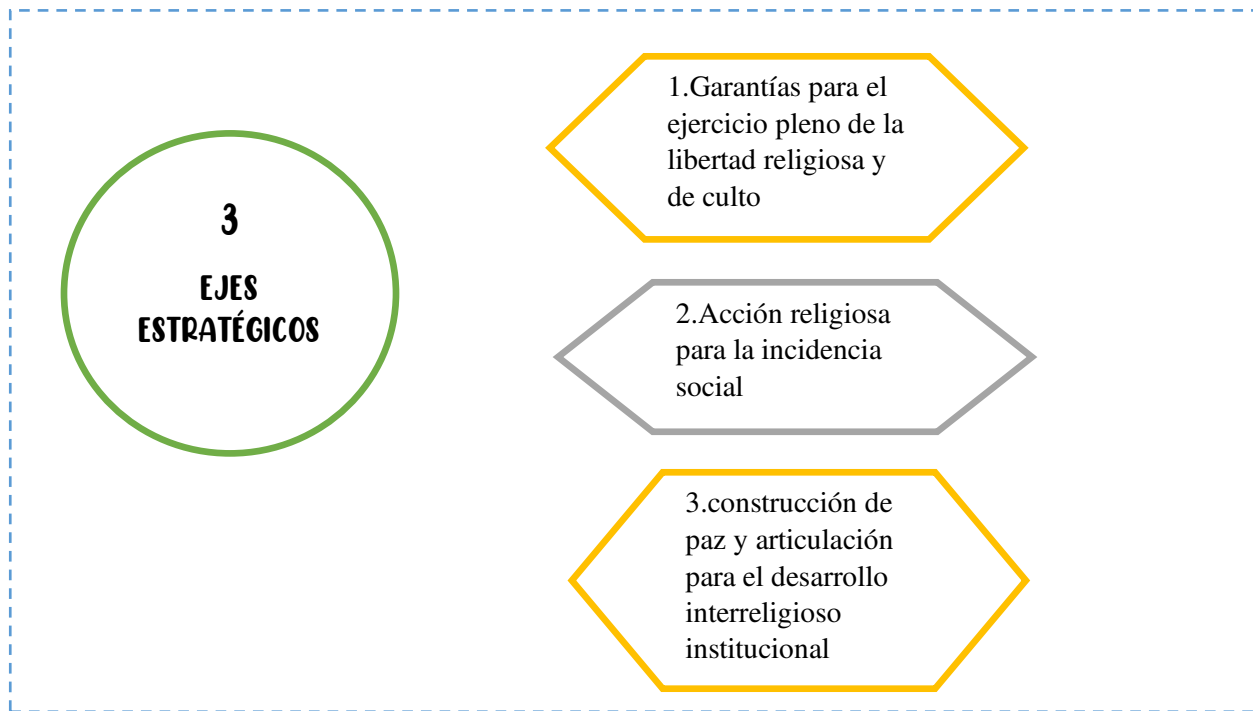 3
EJES
ESTRATÉGICOS
1.Garantías para el
ejercicio pleno de la
libertad religiosa y
de culto
2.Acción religiosa
para la incidencia
social
3.construcción de
paz y articulación
para el desarrollo
interreligioso
institucional